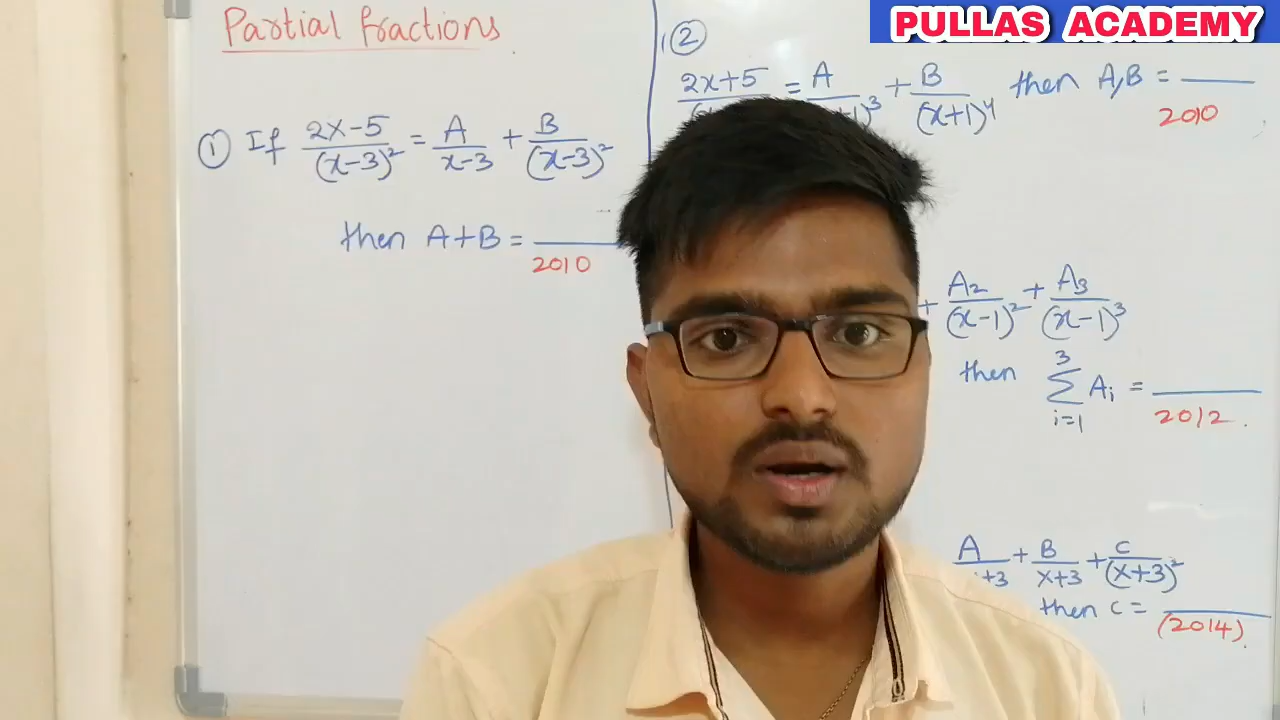 PULLAS ACADEMY
Partial fractions
① If (2x-5)/(x-3)² = A/(x-3) + B/(x-3)²
then A+B = ____
2010
②
2x+5 = A/ )³ + B/(x+1)⁴ then A,B = ____
2010
+ A₂/(x-1)² + A₃/(x-1)³
then ∑ᵢ₌₁³ Aᵢ = ____
2012.
A/ +3 + B/(x+3) + C/(x+3)²
then C = ____
(2014).